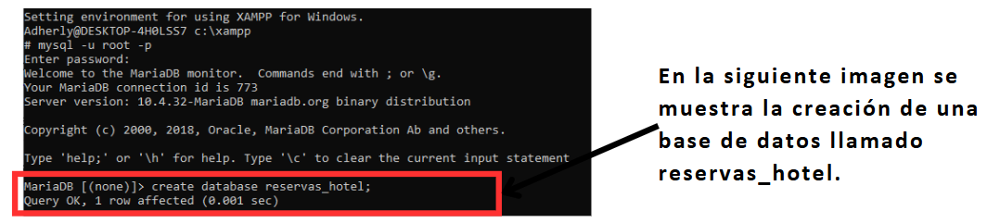 Setting environment for using XAMPP for Windows.
Adherly@DESKTOP-4H0LSS7 c:\xampp
# mysql -u root -p
Enter password:
Welcome to the MariaDB monitor.  Commands end with ; or \g.
Your MariaDB connection id is 773
Server version: 10.4.32-MariaDB mariadb.org binary distribution
Copyright (c) 2000, 2018, Oracle, MariaDB Corporation Ab and others.
Type 'help;' or '\h' for help. Type '\c' to clear the current input statement
MariaDB [(none)]> create database reservas_hotel;
Query OK, 1 row affected (0.001 sec)
En la siguiente imagen se
muestra la creación de una
base de datos llamado
reservas_hotel.